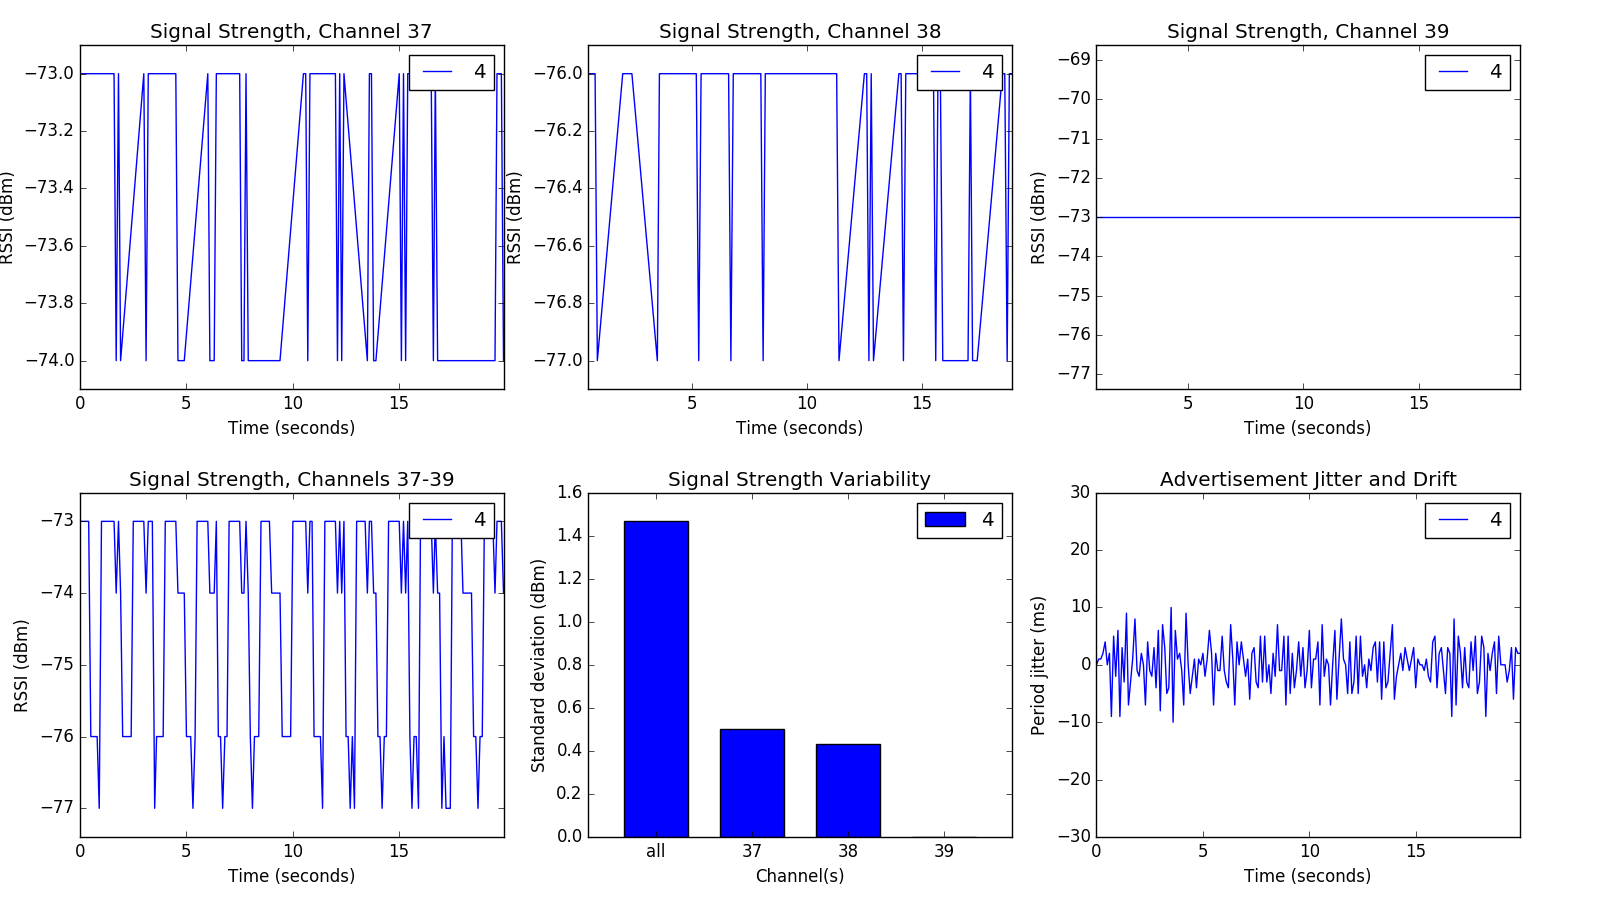 Signal Strength, Channel 37
4
−73.0
−73.2
−73.4
−73.6
−73.8
−74.0
RSSI (dBm)
0 5 10 15
Time (seconds)
Signal Strength, Channel 38
4
−76.0
−76.2
−76.4
−76.6
−76.8
−77.0
RSSI (dBm)
5 10 15
Time (seconds)
Signal Strength, Channel 39
4
−69
−70
−71
−72
−73
−74
−75
−76
−77
RSSI (dBm)
5 10 15
Time (seconds)
Signal Strength, Channels 37-39
4
−73
−74
−75
−76
−77
RSSI (dBm)
0 5 10 15
Time (seconds)
Signal Strength Variability
4
1.6
1.4
1.2
1.0
0.8
0.6
0.4
0.2
0.0
Standard deviation (dBm)
all 37 38 39
Channel(s)
Advertisement Jitter and Drift
4
30
20
10
0
−10
−20
−30
Period jitter (ms)
0 5 10 15
Time (seconds)